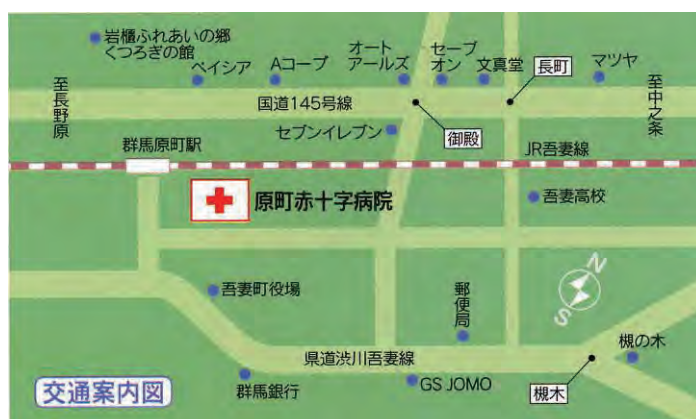 岩櫃ふれあいの郷
くつろぎの館
ベイシア
Aコープ
オート
アールズ
セーブ
オン
文真堂
長町
マツヤ
至長野原
国道145号線
至中之条
セブンイレブン
御殿
群馬原町駅
JR吾妻線
原町赤十字病院
吾妻高校
N
S
吾妻町役場
郵便局
県道渋川吾妻線
槻の木
交通案内図
群馬銀行
GS JOMO
槻木